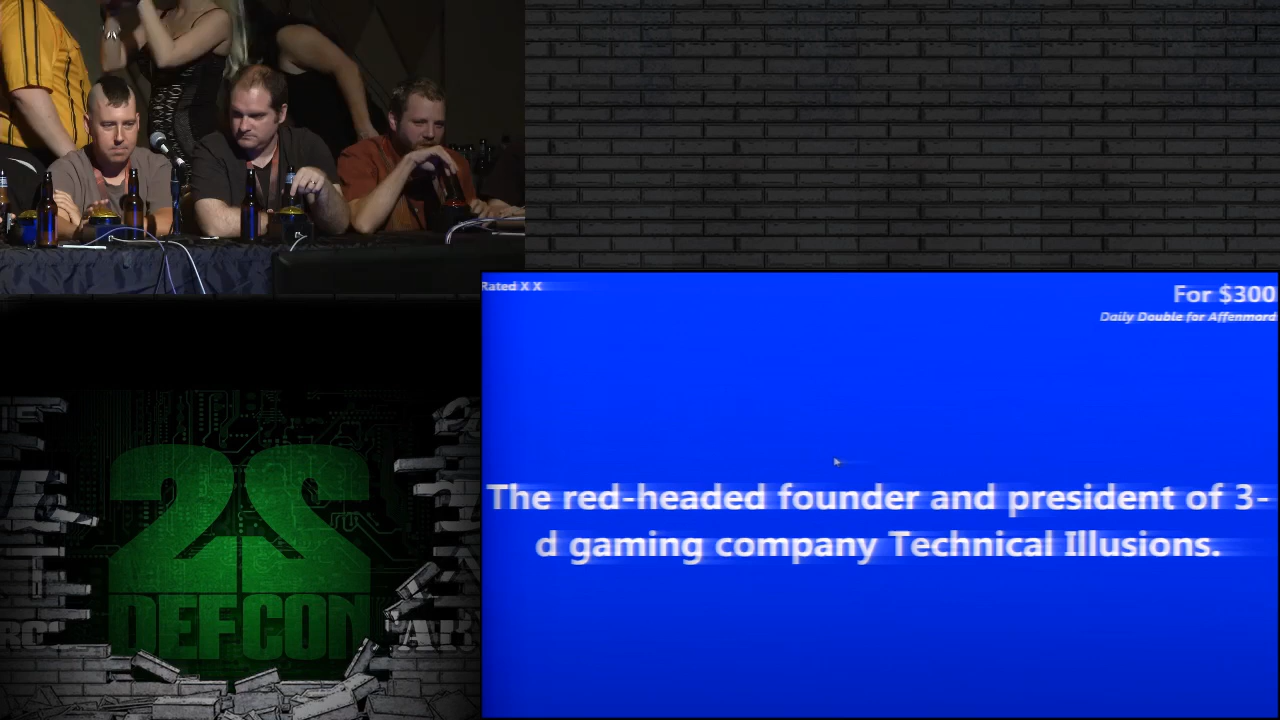 Rated X X
For $300
Daily Double for Affenmord
The red-headed founder and president of 3-
d gaming company Technical Illusions.
22
DEFCON